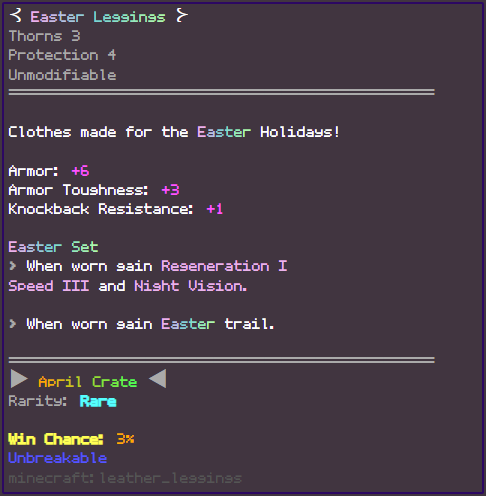 ≺ Easter Leggings ≻
Thorns 3
Protection 4
Unmodifiable
Clothes made for the Easter Holidays!
Armor: +6
Armor Toughness: +3
Knockback Resistance: +1
Easter Set
> When worn gain Regeneration I
Speed III and Night Vision.
> When worn gain Easter trail.
▶ April Crate ◀
Rarity: Rare
Win Chance: 3%
Unbreakable
minecraft:leather_leggings